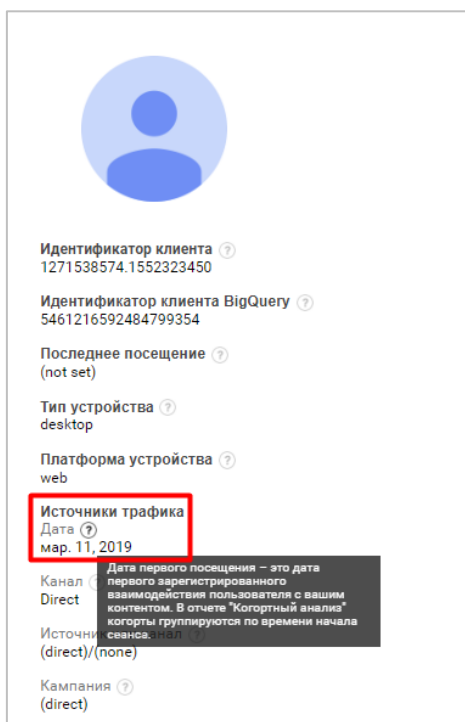 Идентификатор клиента ?
1271538574.1552323450
Идентификатор клиента BigQuery ?
5461216592484799354
Последнее посещение ?
(not set)
Тип устройства ?
desktop
Платформа устройства ?
web
Источники трафика
Дата ?
мар. 11, 2019
Дата первого посещения – это дата
первого зарегистрированного
взаимодействия пользователя с вашим
контентом. В отчете "Когортный анализ"
когорты группируются по времени начала
сеанса.
Канал ?
Direct
(direct)/(none)
Кампания ?
(direct)